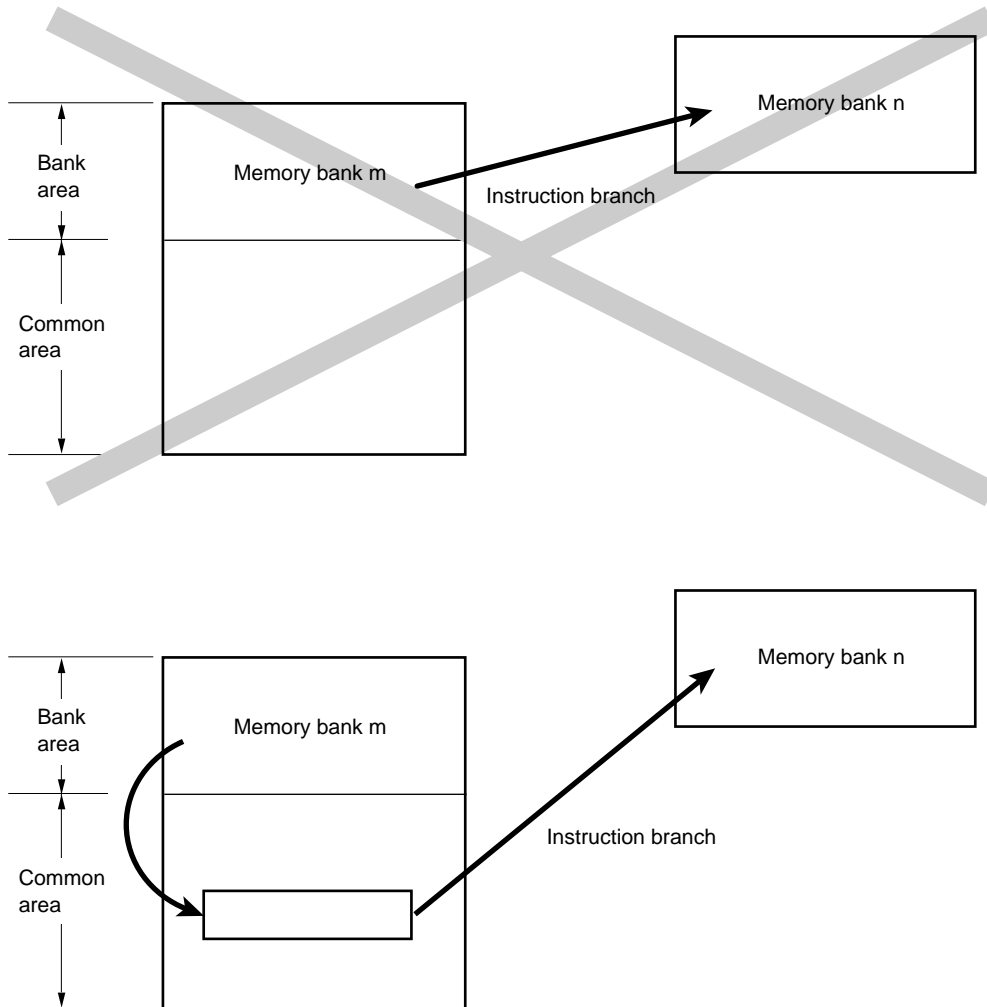 Memory bank n
Bank
area
Memory bank m
Instruction branch
Common
area
Memory bank n
Bank
area
Memory bank m
Instruction branch
Common
area